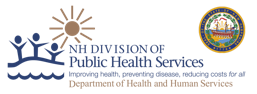 NH DIVISION OF
Public Health Services
Improving health, preventing disease, reducing costs for all
Department of Health and Human Services